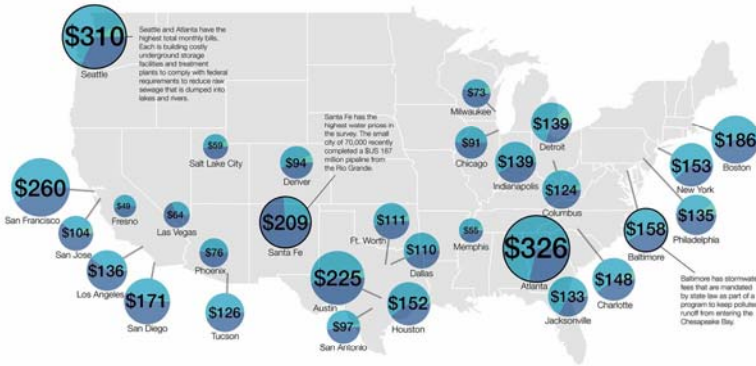 $310
Seattle
Seattle and Atlanta have the
highest total monthly bills.
Each is building costly
underground storage
facilities and treatment
plants to comply with federal
requirements to reduce raw
sewage that is dumped into
lakes and rivers.
$73
Milwaukee
$139
Detroit
$186
Boston
Santa Fe has the
highest water prices in
the survey. The small
city of 70,000 recently
completed a $US 187
million pipeline from
the Rio Grande.
$59
Salt Lake City
$94
Denver
$91
Chicago
$139
Indianapolis
$153
New York
$124
Columbus
$135
Philadelphia
$260
San Francisco
$49
Fresno
$64
Las Vegas
$104
San Jose
$209
Santa Fe
$111
Ft. Worth
$55
Memphis
$326
Atlanta
$158
Baltimore
$76
Phoenix
$110
Dallas
$136
Los Angeles
$171
San Diego
$126
Tucson
$225
Austin
$152
Houston
$97
San Antonio
$148
Charlotte
$133
Jacksonville
Baltimore has stormwate
fees that are mandated
by state law as part of a
program to keep pollute
runoff from entering the
Chesapeake Bay.